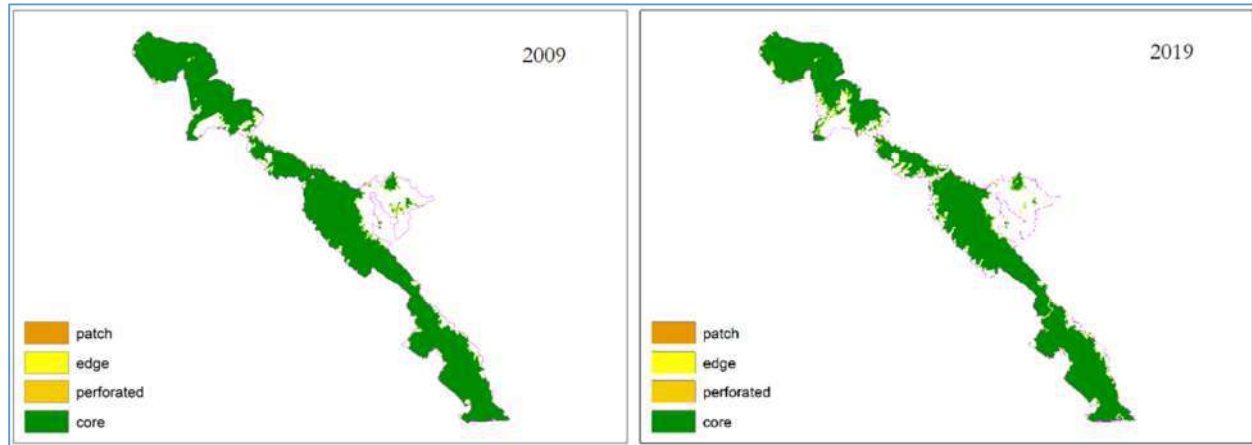 2009
patch
edge
perforated
core
2019
patch
edge
perforated
core